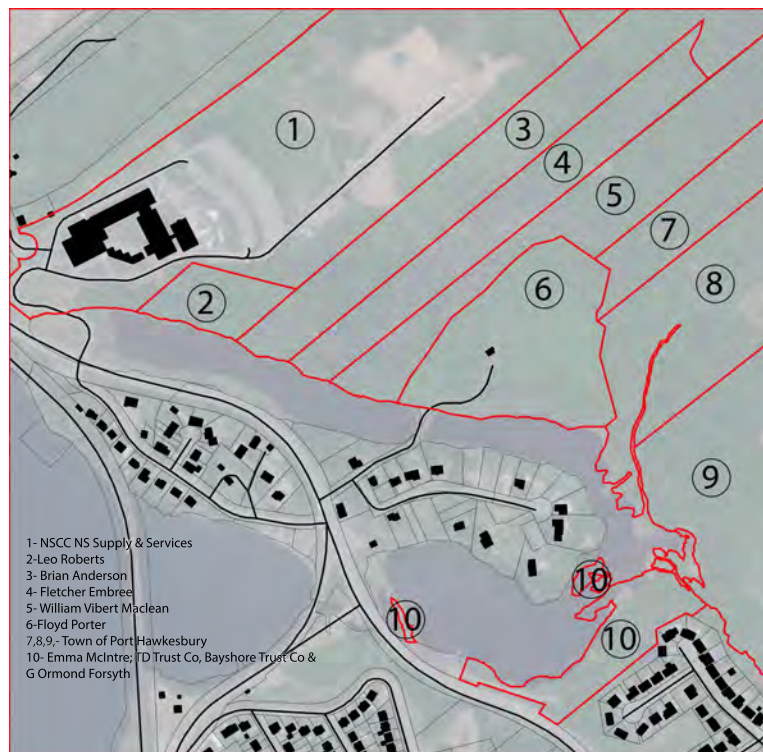 1
3
4
5
7
8
6
2
9
10
10
10
1- NSCC NS Supply & Services
2-Leo Roberts
3- Brian Anderson
4- Fletcher Embree
5- William Vibert Maclean
6-Floyd Porter
7,8,9,- Town of Port Hawkesbury
10- Emma McIntre; TD Trust Co, Bayshore Trust Co &
G Ormond Forsyth